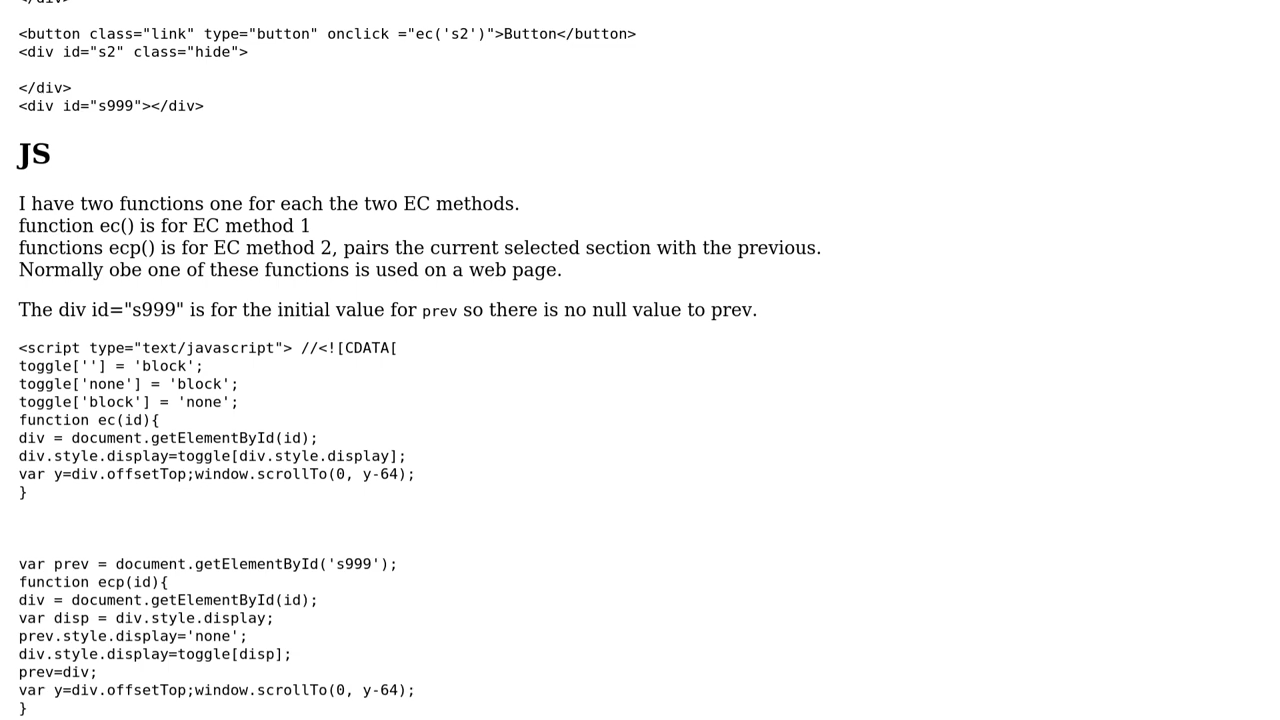 </div>
<button class="link" type="button" onclick ="ec('s2')">Button</button>
<div id="s2" class="hide">
</div>
<div id="s999"></div>
JS
I have two functions one for each the two EC methods.
function ec() is for EC method 1
functions ecp() is for EC method 2, pairs the current selected section with the previous.
Normally obe one of these functions is used on a web page.
The div id="s999" is for the initial value for prev so there is no null value to prev.
<script type="text/javascript"> //<![CDATA[
toggle[''] = 'block';
toggle['none'] = 'block';
toggle['block'] = 'none';
function ec(id){
div = document.getElementById(id);
div.style.display=toggle[div.style.display];
var y=div.offsetTop;window.scrollTo(0, y-64);
}
var prev = document.getElementById('s999');
function ecp(id){
div = document.getElementById(id);
var disp = div.style.display;
prev.style.display='none';
div.style.display=toggle[disp];
prev=div;
var y=div.offsetTop;window.scrollTo(0, y-64);
}